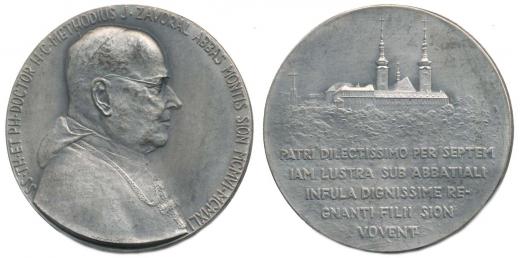 S·S·TH·ET PH·DOCTOR H·C·METHODIUS J·ZAVORAL ABBAS MONTIS SION MCMVI-MCMXLI
PATRI DILECTISSIMO PER SEPTEM
IAM LUSTRA SUB ABBATIALI
INFULA DIGNISSIME RE-
GNANTI FILII SION
VOVENT